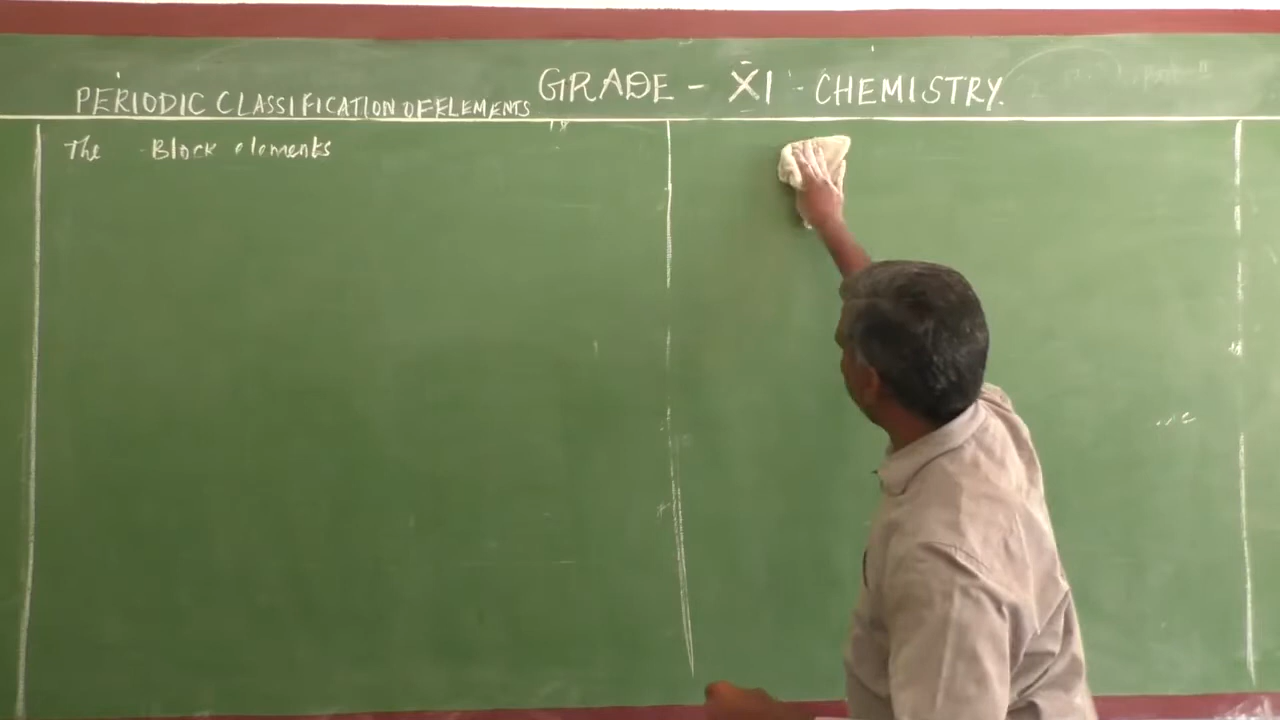 GRADE - XI - CHEMISTRY.
PERIODIC CLASSIFICATION OF ELEMENTS
The - Block elements